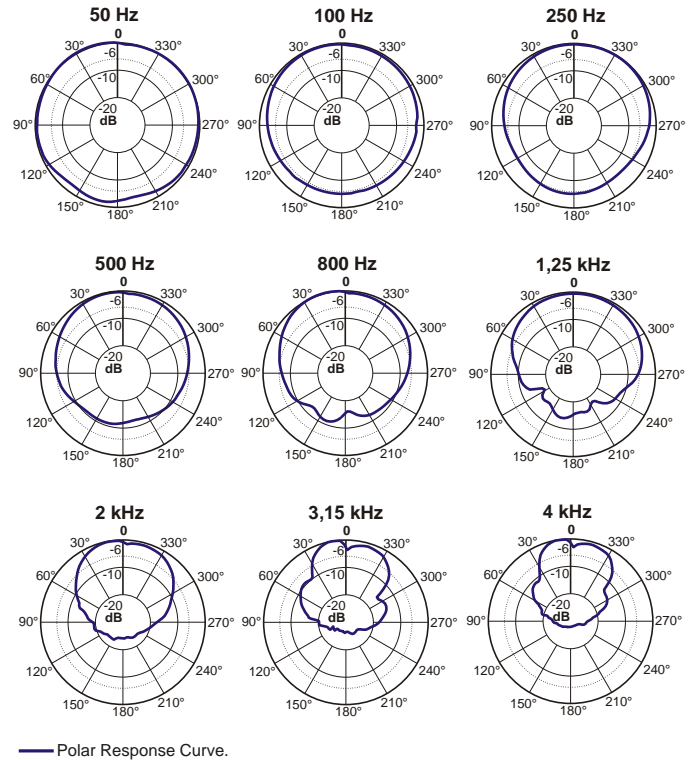 50 Hz 100 Hz 250 Hz
0 0 0
30° 330° 30° 330° 30° 330°
-6 -6 -6
60° -10 300° 60° -10 300° 60° -10 300°
-20 -20 -20
90° dB 270° 90° dB 270° 90° dB 270°
120° 240° 120° 240° 120° 240°
150° 210° 150° 210° 150° 210°
180° 180° 180°
500 Hz 800 Hz 1,25 kHz
0 0 0
30° 330° 30° 330° 30° 330°
-6 -6 -6
60° -10 300° 60° -10 300° 60° -10 300°
-20 -20 -20
90° dB 270° 90° dB 270° 90° dB 270°
120° 240° 120° 240° 120° 240°
150° 210° 150° 210° 150° 210°
180° 180° 180°
2 kHz 3,15 kHz 4 kHz
0 0 0
30° 330° 30° 330° 30° 330°
-6 -6 -6
60° -10 300° 60° -10 300° 60° -10 300°
-20 -20 -20
90° dB 270° 90° dB 270° 90° dB 270°
120° 240° 120° 240° 120° 240°
150° 210° 150° 210° 150° 210°
180° 180° 180°
Polar Response Curve.